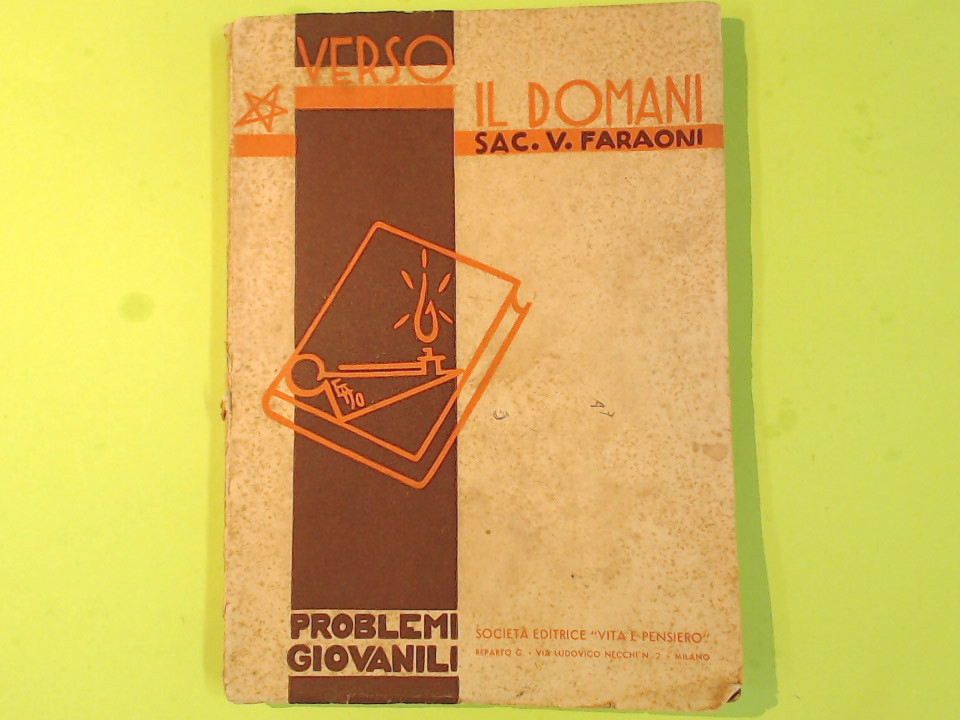 VERSO
IL DOMANI
SAC. V. FARAONI
PROBLEMI
GIOVANILI
SOCIETÀ EDITRICE "VITA E PENSIERO"
REPARTO G. - VIA LUDOVICO NECCHI N. 2 - MILANO